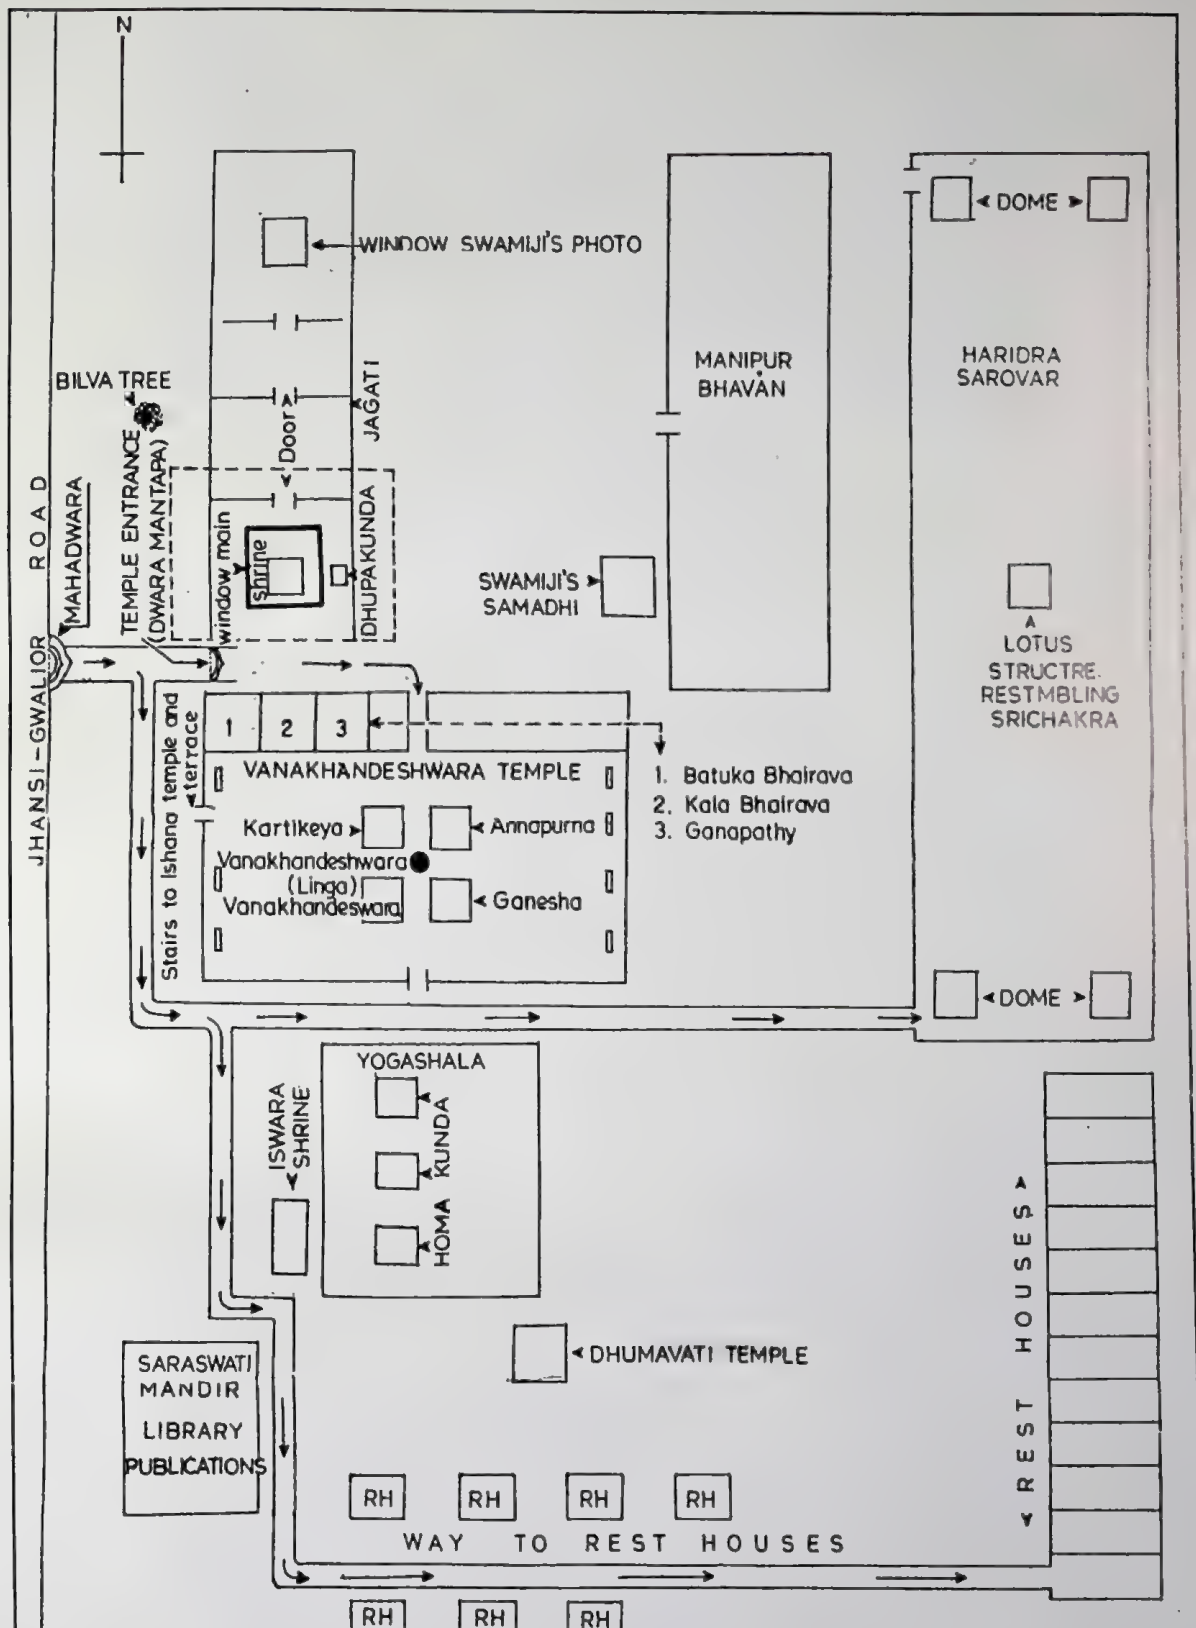 N
WINDOW SWAMIJI'S PHOTO
DOME
HARIDRA
SAROVAR
MANIPUR
BHAVAN
BILVA TREE
TEMPLE ENTRANCE
(DWARA MANTAPA)
JAGATI
Door
JHANSI-GWALIOR ROAD
MAHADWARA
window main
shrine
DHUPAKUNDA
SWAMIJI'S
SAMADHI
LOTUS
STRUCTRE
RESTMBLING
SRICHAKRA
Stairs to Ishana temple and
terrace
1 2 3
VANAKHANDESHWARA TEMPLE
1. Batuka Bhairava
2. Kala Bhairava
3. Ganapathy
Kartikeya
Annapurna
Vanakhandeshwara
(Linga)
Vanakhandeswara
Ganesha
DOME
YOGASHALA
ISWARA
SHRINE
HOMA KUNDA
REST HOUSES
DHUMAVATI TEMPLE
SARASWATI
MANDIR
LIBRARY
PUBLICATIONS
RH RH RH RH
WAY TO REST HOUSES
RH RH RH